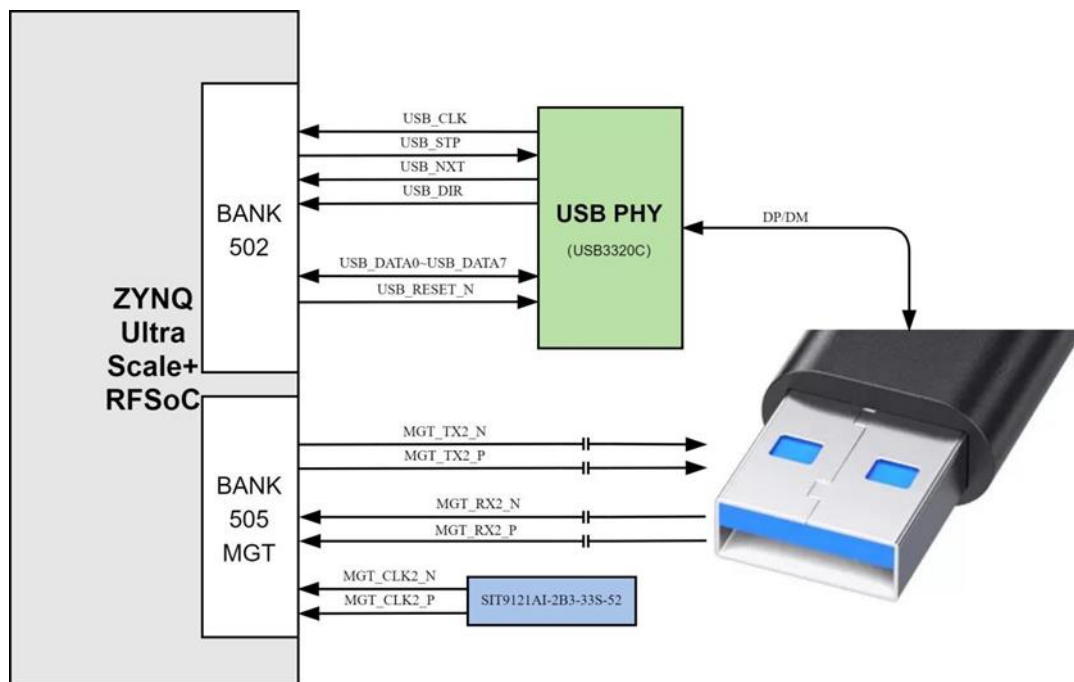 USB_CLK
USB_STP
USB_NXT
USB_DIR
BANK
502
USB PHY
(USB3320C)
DP/DM
USB_DATA0~USB_DATA7
USB_RESET_N
ZYNQ
Ultra
Scale+
RFSoC
MGT_TX2_N
MGT_TX2_P
BANK
505
MGT
MGT_RX2_N
MGT_RX2_P
MGT_CLK2_N
MGT_CLK2_P
SIT9121AI-2B3-33S-52